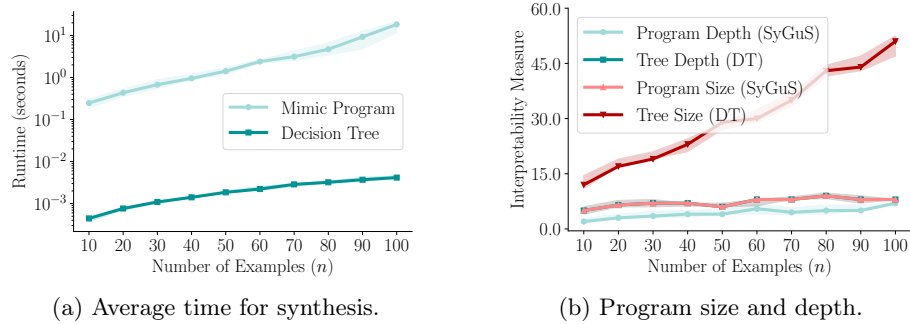 Runtime (seconds)
10^1
10^0
10^{-1}
10^{-2}
10^{-3}
Mimic Program
Decision Tree
10 20 30 40 50 60 70 80 90 100
Number of Examples (n)
(a) Average time for synthesis.
Interpretability Measure
60.0
45.0
30.0
15.0
0.0
Program Depth (SyGuS)
Tree Depth (DT)
Program Size (SyGuS)
Tree Size (DT)
10 20 30 40 50 60 70 80 90 100
Number of Examples (n)
(b) Program size and depth.